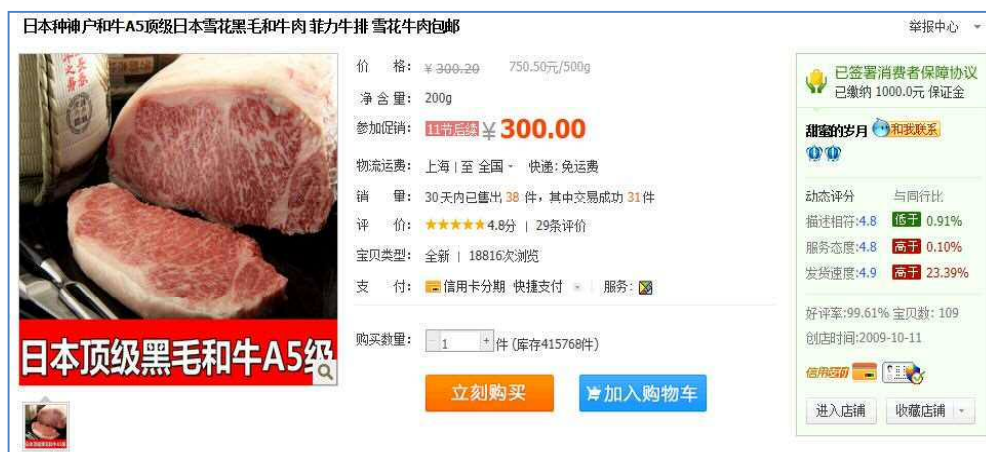 日本种神户和牛A5顶级日本雪花黑毛和牛肉 菲力牛排 雪花牛肉包邮
举报中心
价 格: ¥ 300.20 750.50元/500g
净含量: 200g
参加促销: 11节后续 ¥ 300.00
物流运费: 上海 | 至 全国 快递: 免运费
销 量: 30天内已售出 38 件，其中交易成功 31件
评 价: 4.8分 | 29条评价
宝贝类型: 全新 | 18816次浏览
支 付: 信用卡分期 快捷支付 服务:
购买数量: - 1 + 件 (库存415768件)
立刻购买 加入购物车
日本顶级黑毛和牛A5级
已签署消费者保障协议
已缴纳 1000.0元 保证金
甜蜜的岁月 和我联系
动态评分 与同行比
描述相符:4.8 低于 0.91%
服务态度:4.8 高于 0.10%
发货速度:4.9 高于 23.39%
好评率:99.61% 宝贝数: 109
创店时间:2009-10-11
进入店铺 收藏店铺